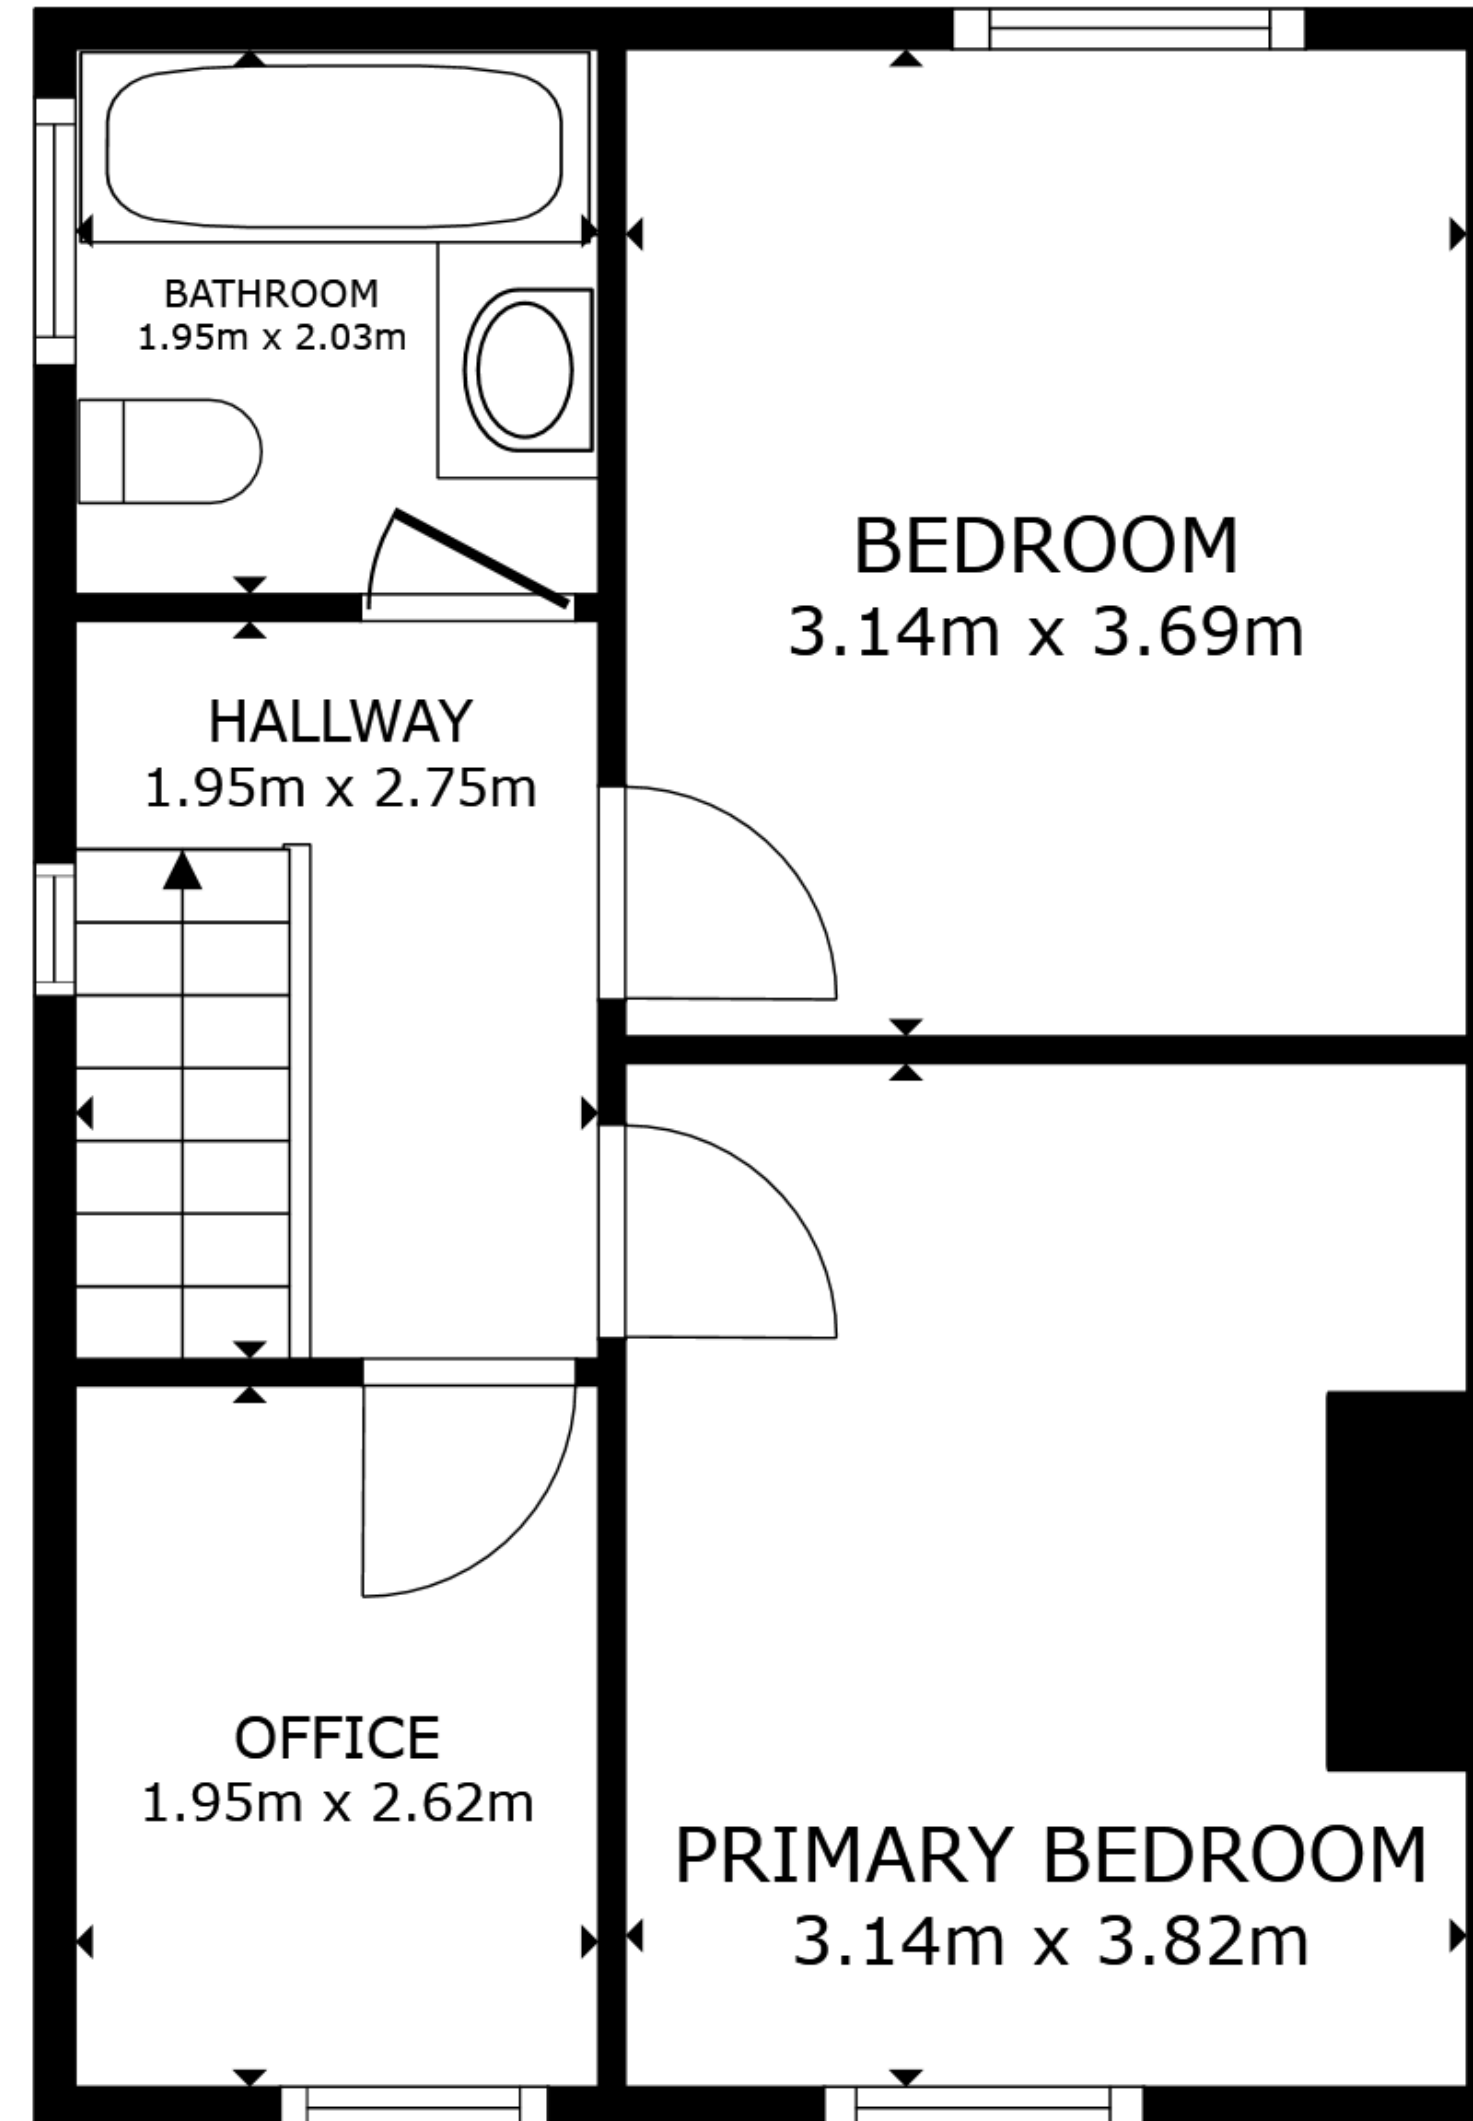 BATHROOM
1.95m x 2.03m
BEDROOM
3.14m x 3.69m
HALLWAY
1.95m x 2.75m
OFFICE
1.95m x 2.62m
PRIMARY BEDROOM
3.14m x 3.82m